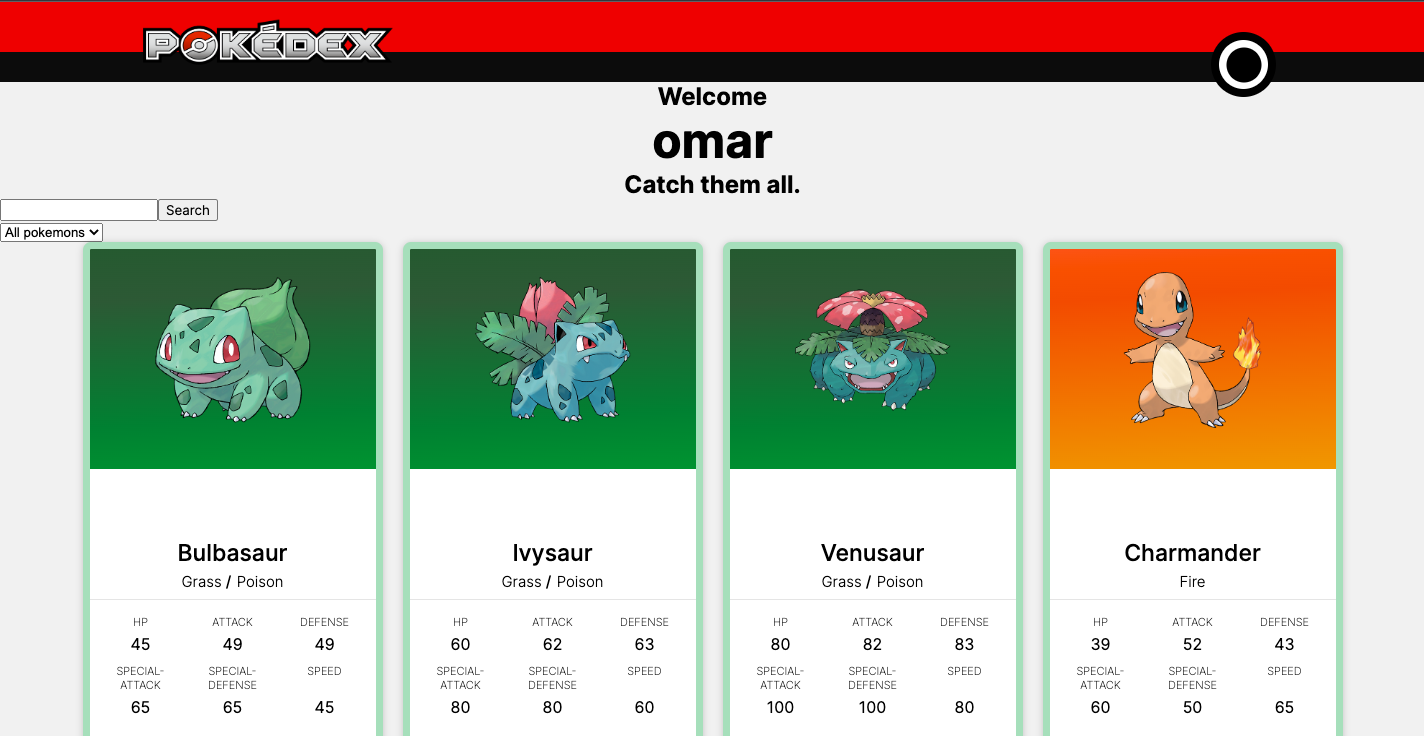 POKÉDEX
Welcome
omar
Catch them all.
Search
All pokemons
Bulbasaur
Grass / Poison
HP ATTACK DEFENSE
45 49 49
SPECIAL-ATTACK SPECIAL-DEFENSE SPEED
65 65 45
Ivysaur
Grass / Poison
HP ATTACK DEFENSE
60 62 63
SPECIAL-ATTACK SPECIAL-DEFENSE SPEED
80 80 60
Venusaur
Grass / Poison
HP ATTACK DEFENSE
80 82 83
SPECIAL-ATTACK SPECIAL-DEFENSE SPEED
100 100 80
Charmander
Fire
HP ATTACK DEFENSE
39 52 43
SPECIAL-ATTACK SPECIAL-DEFENSE SPEED
60 50 65